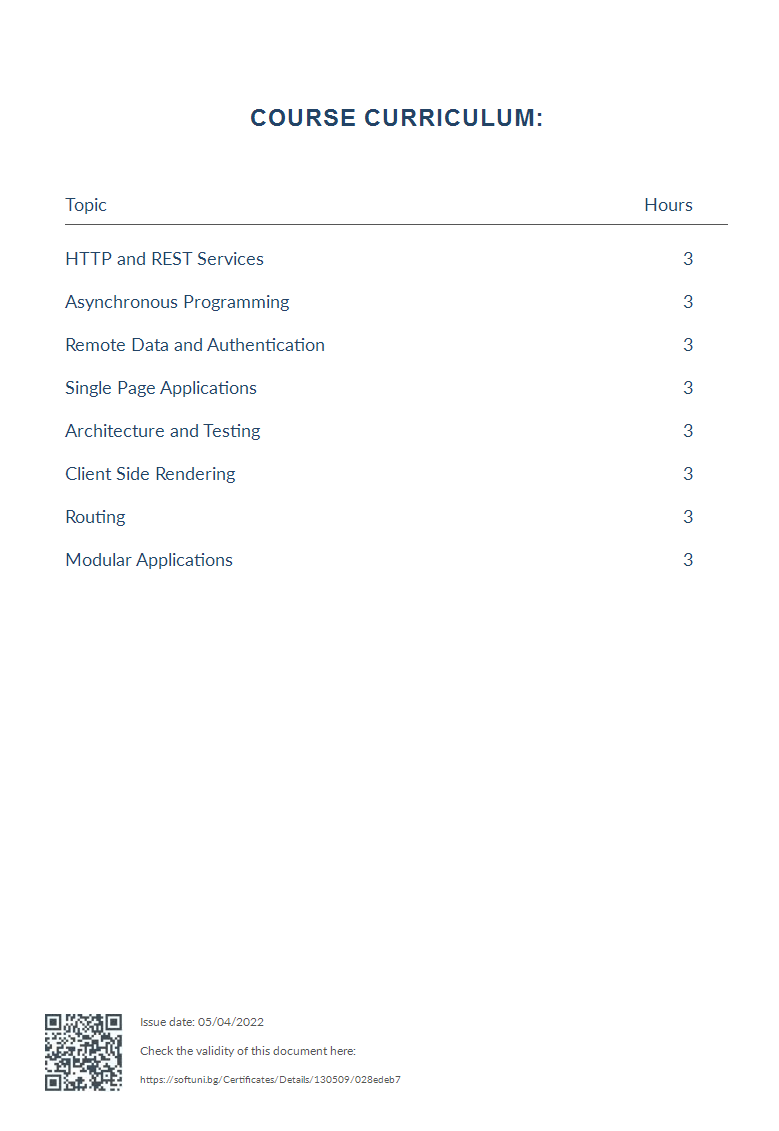 COURSE CURRICULUM:
Topic Hours
HTTP and REST Services 3
Asynchronous Programming 3
Remote Data and Authentication 3
Single Page Applications 3
Architecture and Testing 3
Client Side Rendering 3
Routing 3
Modular Applications 3
Issue date: 05/04/2022
Check the validity of this document here:
https://softuni.bg/Certificates/Details/130509/028edeb7